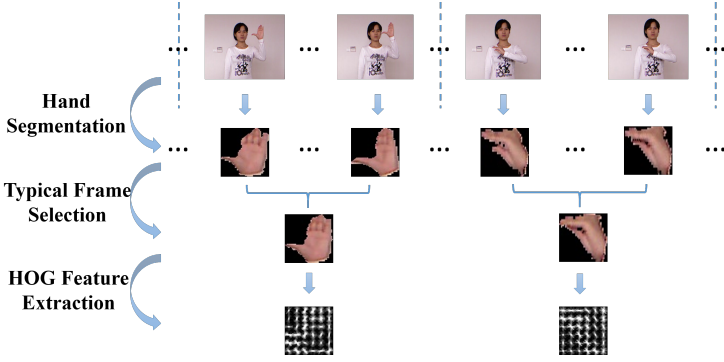 Hand
Segmentation
Typical Frame
Selection
HOG Feature
Extraction